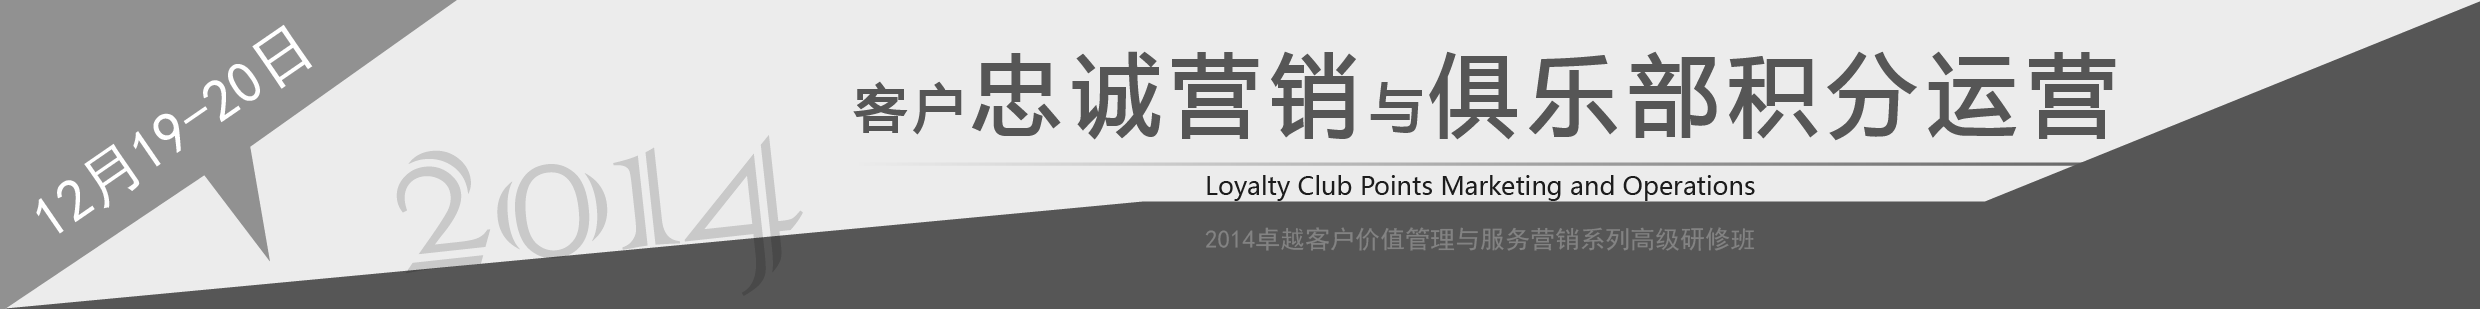 12月19-20日
2014
客户忠诚营销与俱乐部积分运营
Loyalty Club Points Marketing and Operations
2014卓越客户价值管理与服务营销系列高级研修班